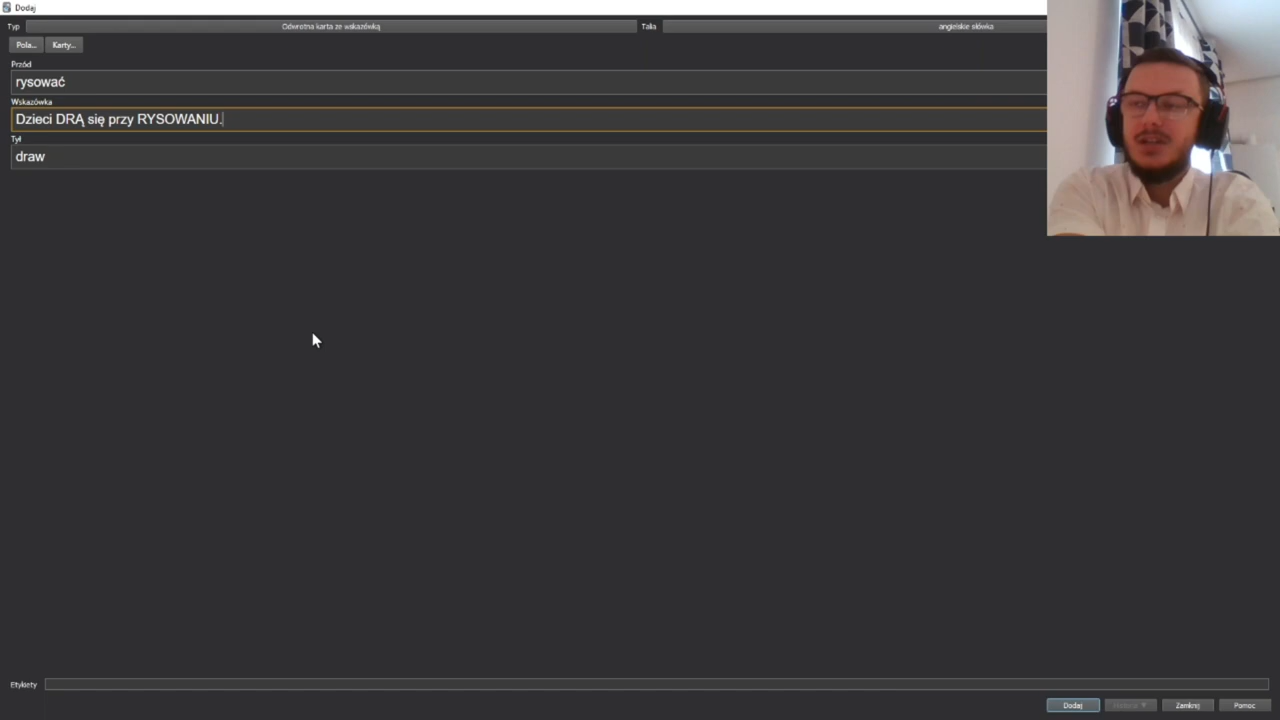 Dodaj
Typ Odwrotna karta ze wskazówką Talia angielskie słówka
Pola... Karty...
Przód
rysować
Wskazówka
Dzieci DRĄ się przy RYSOWANIU.
Tył
draw
Etykiety
Dodaj Historia ▼ Zamknij Pomoc